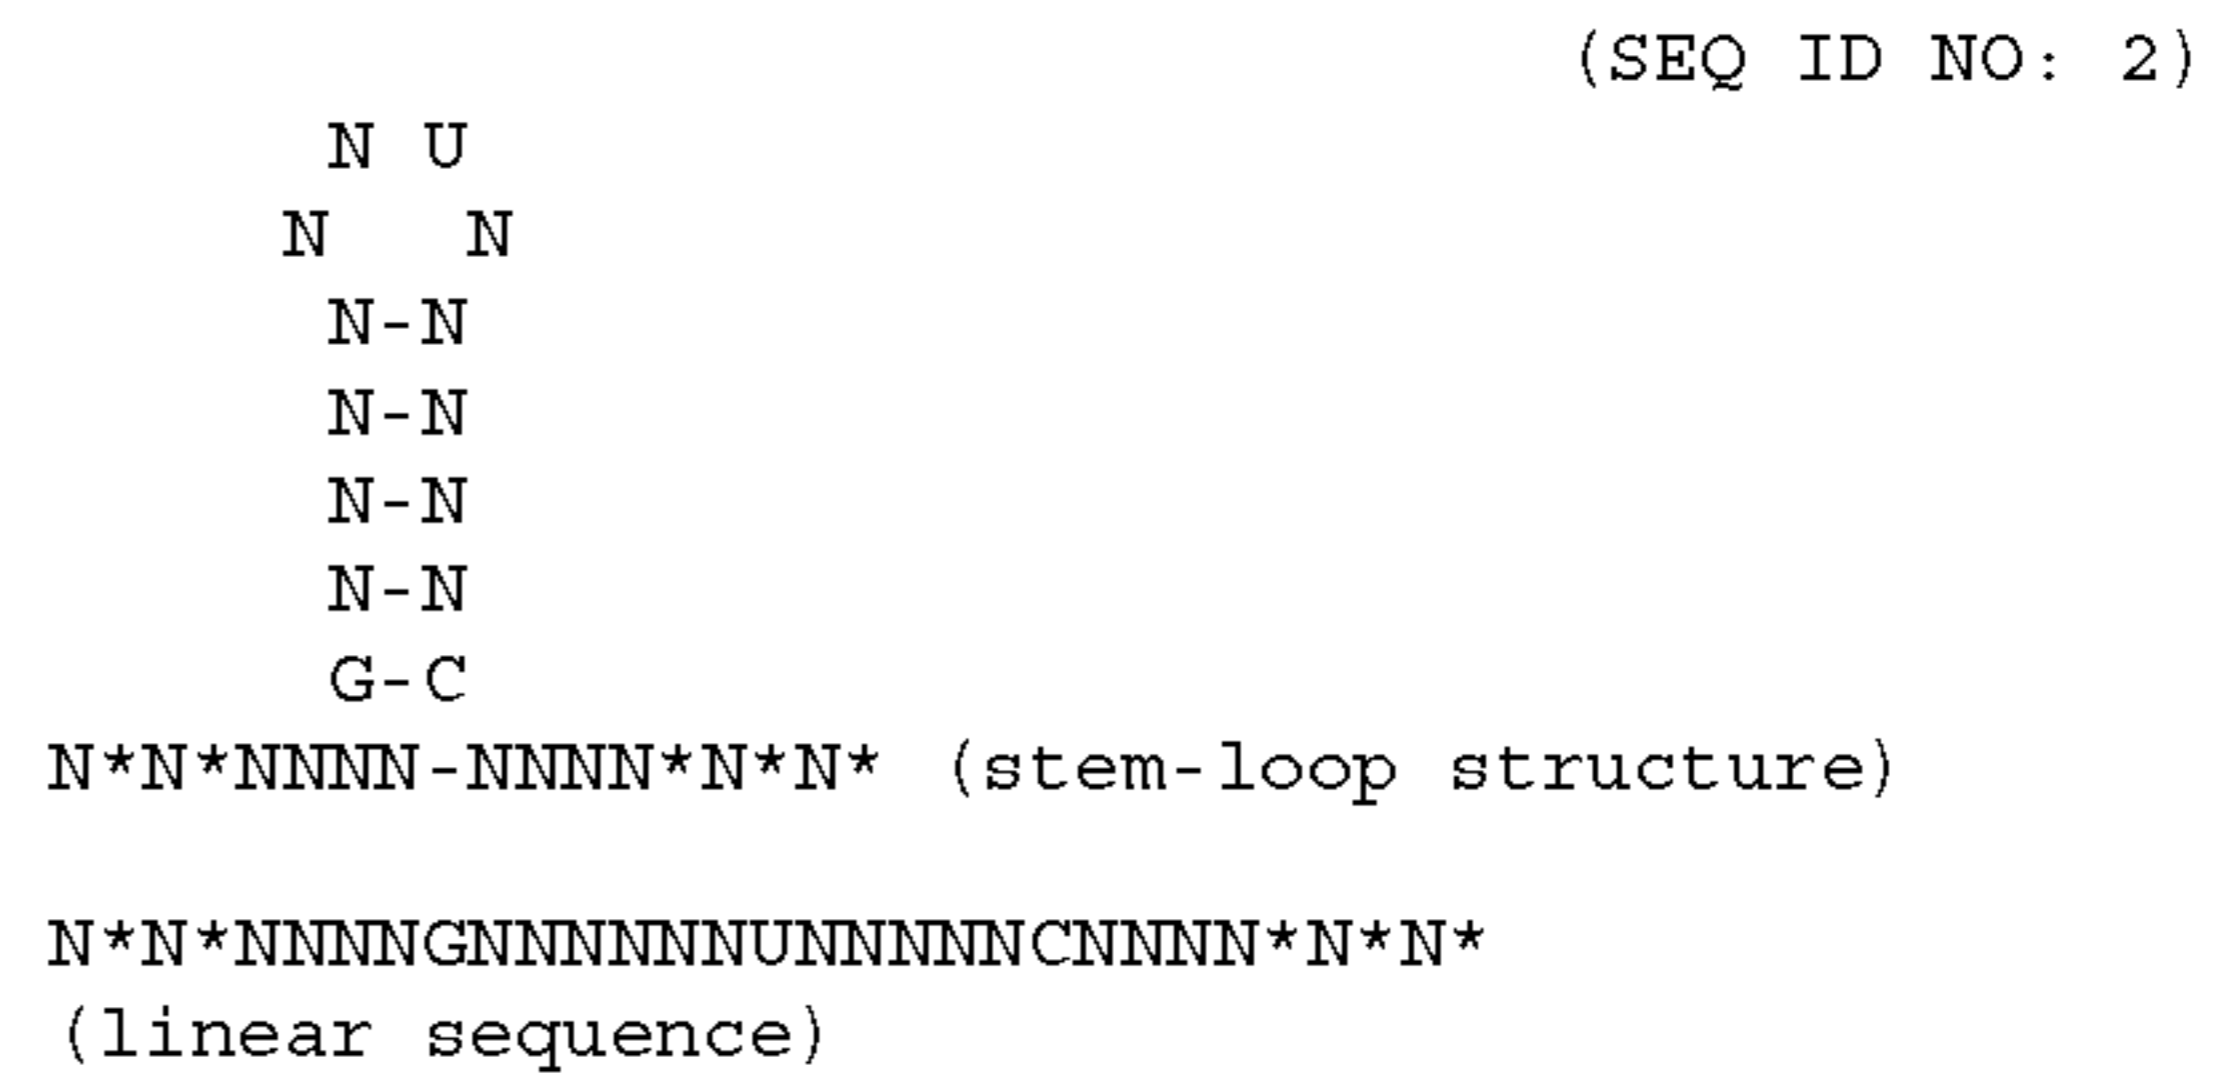 (SEQ ID NO: 2)
N U
N N
N-N
N-N
N-N
N-N
G-C
N*N*NNNN-NNNN*N*N* (stem-loop structure)
N*N*NNNNGNNNNNNUNNNNNCNNNN*N*N*
(linear sequence)